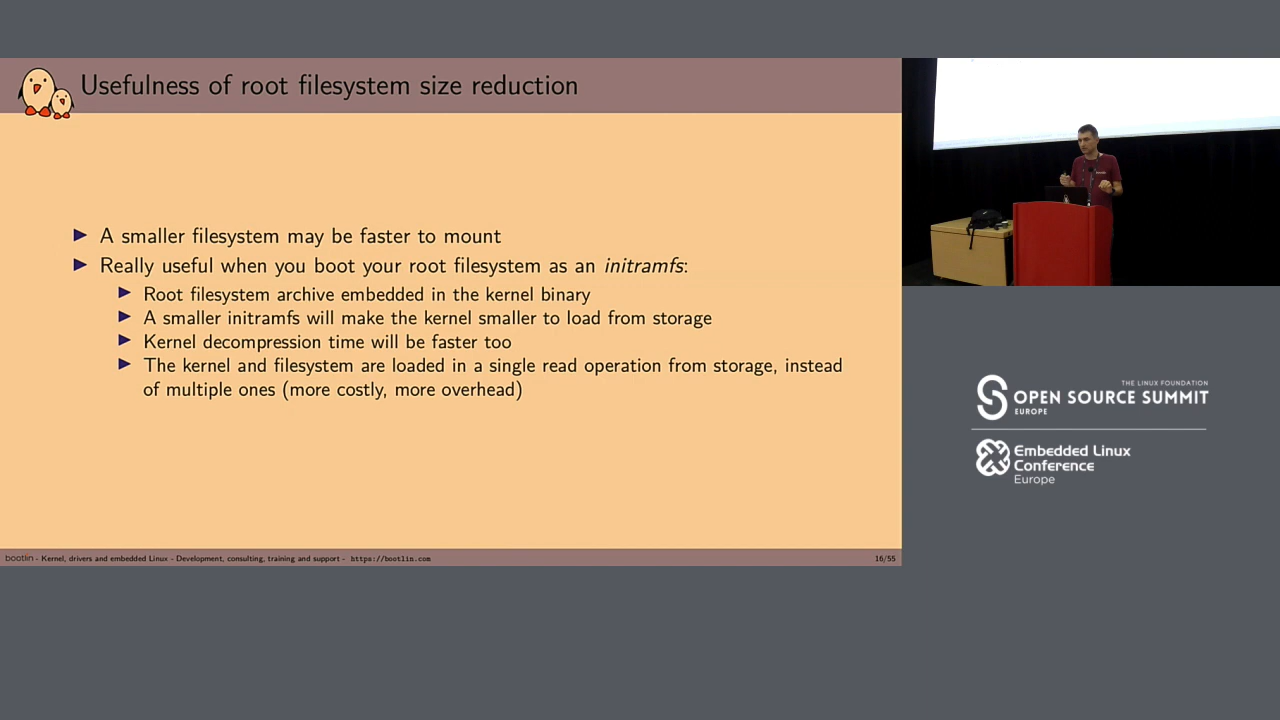 Usefulness of root filesystem size reduction
A smaller filesystem may be faster to mount
Really useful when you boot your root filesystem as an initramfs:
Root filesystem archive embedded in the kernel binary
A smaller initramfs will make the kernel smaller to load from storage
Kernel decompression time will be faster too
The kernel and filesystem are loaded in a single read operation from storage, instead
of multiple ones (more costly, more overhead)
bootlin - Kernel, drivers and embedded Linux - Development, consulting, training and support - https://bootlin.com
16/55
THE LINUX FOUNDATION
OPEN SOURCE SUMMIT
EUROPE
Embedded Linux
Conference
Europe